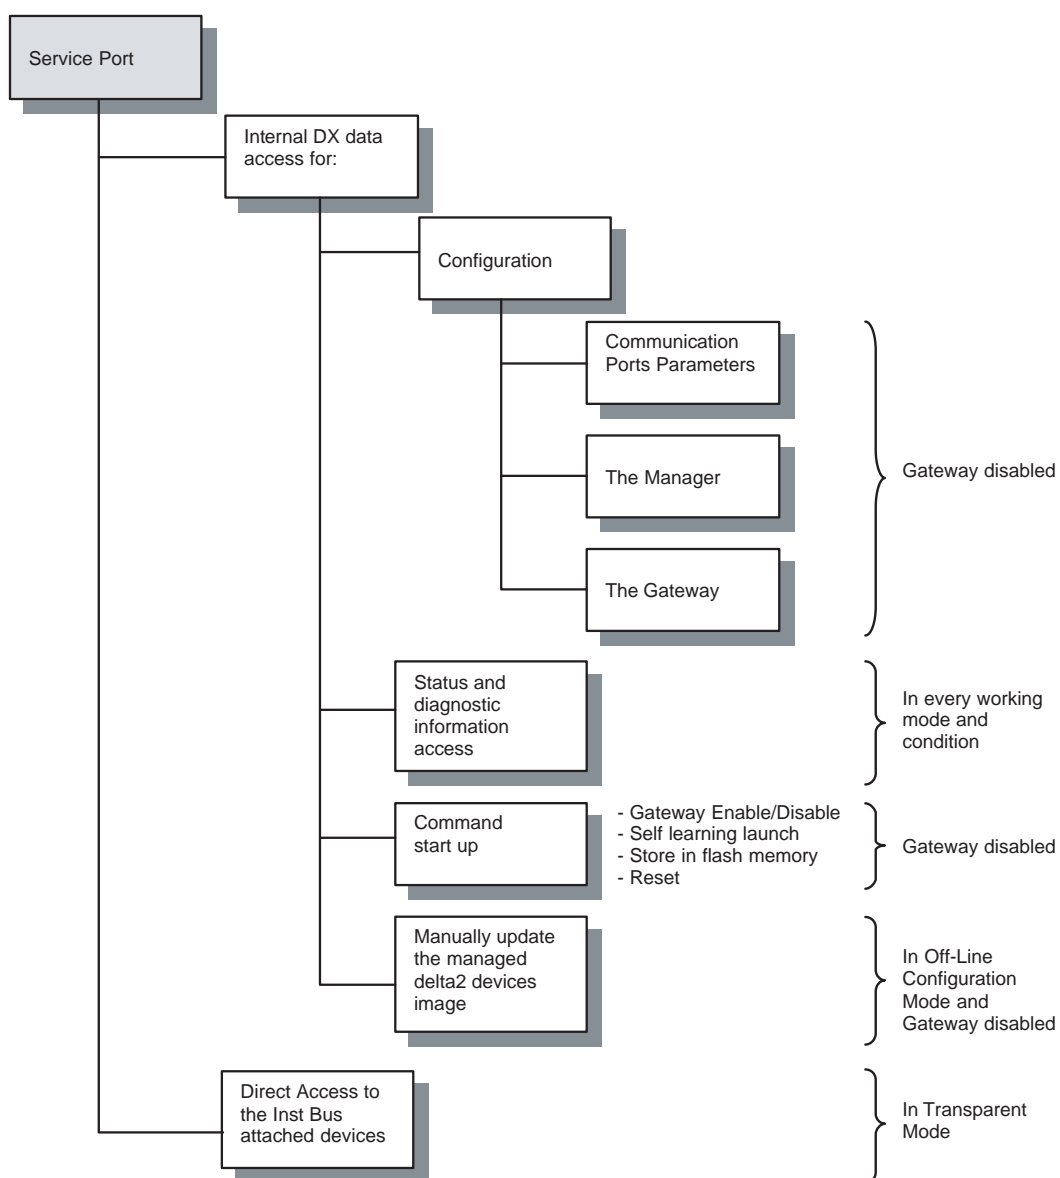 Service Port
Internal DX data
access for:
Configuration
Communication
Ports Parameters
The Manager
Gateway disabled
The Gateway
Status and
diagnostic
information
access
In every working
mode and
condition
Command
start up
- Gateway Enable/Disable
- Self learning launch
- Store in flash memory
- Reset
Gateway disabled
Manually update
the managed
delta2 devices
image
In Off-Line
Configuration
Mode and
Gateway disabled
Direct Access to
the Inst Bus
attached devices
In Transparent
Mode